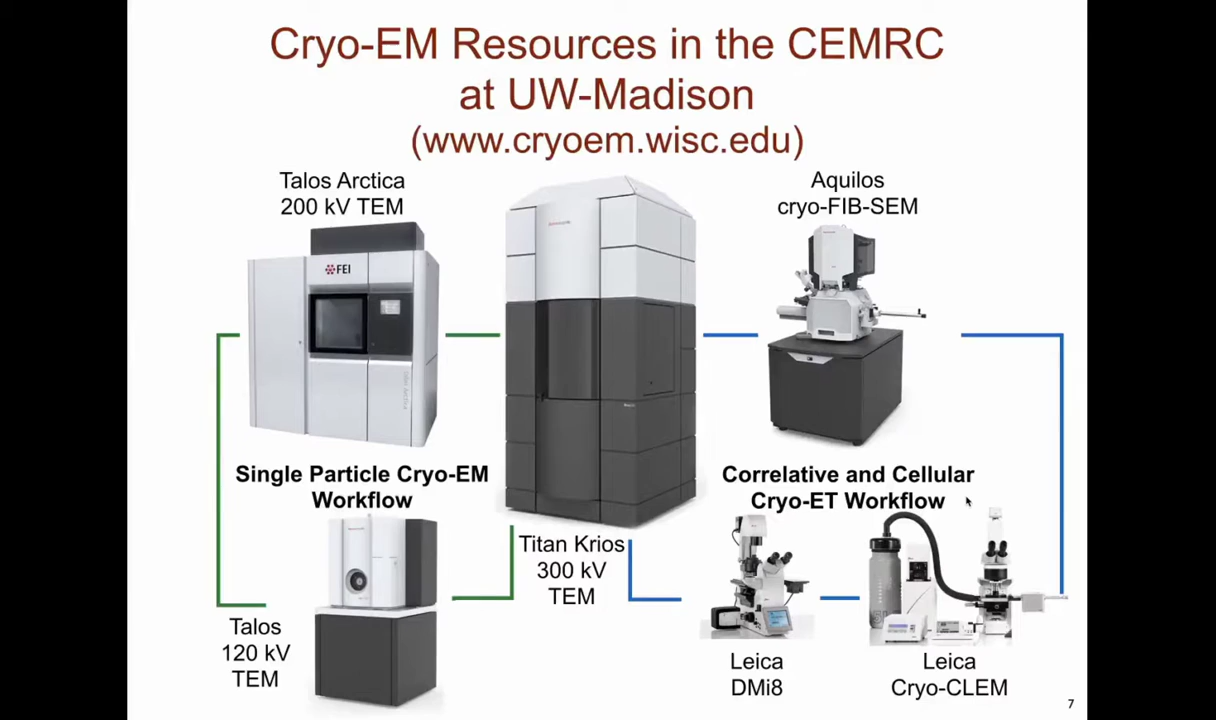 Cryo-EM Resources in the CEMRC
at UW-Madison
(www.cryoem.wisc.edu)
Talos Arctica
200 kV TEM
Aquilos
cryo-FIB-SEM
FEI
Single Particle Cryo-EM
Workflow
Correlative and Cellular
Cryo-ET Workflow
Titan Krios
300 kV
TEM
Talos
120 kV
TEM
Leica
DMi8
Leica
Cryo-CLEM
7